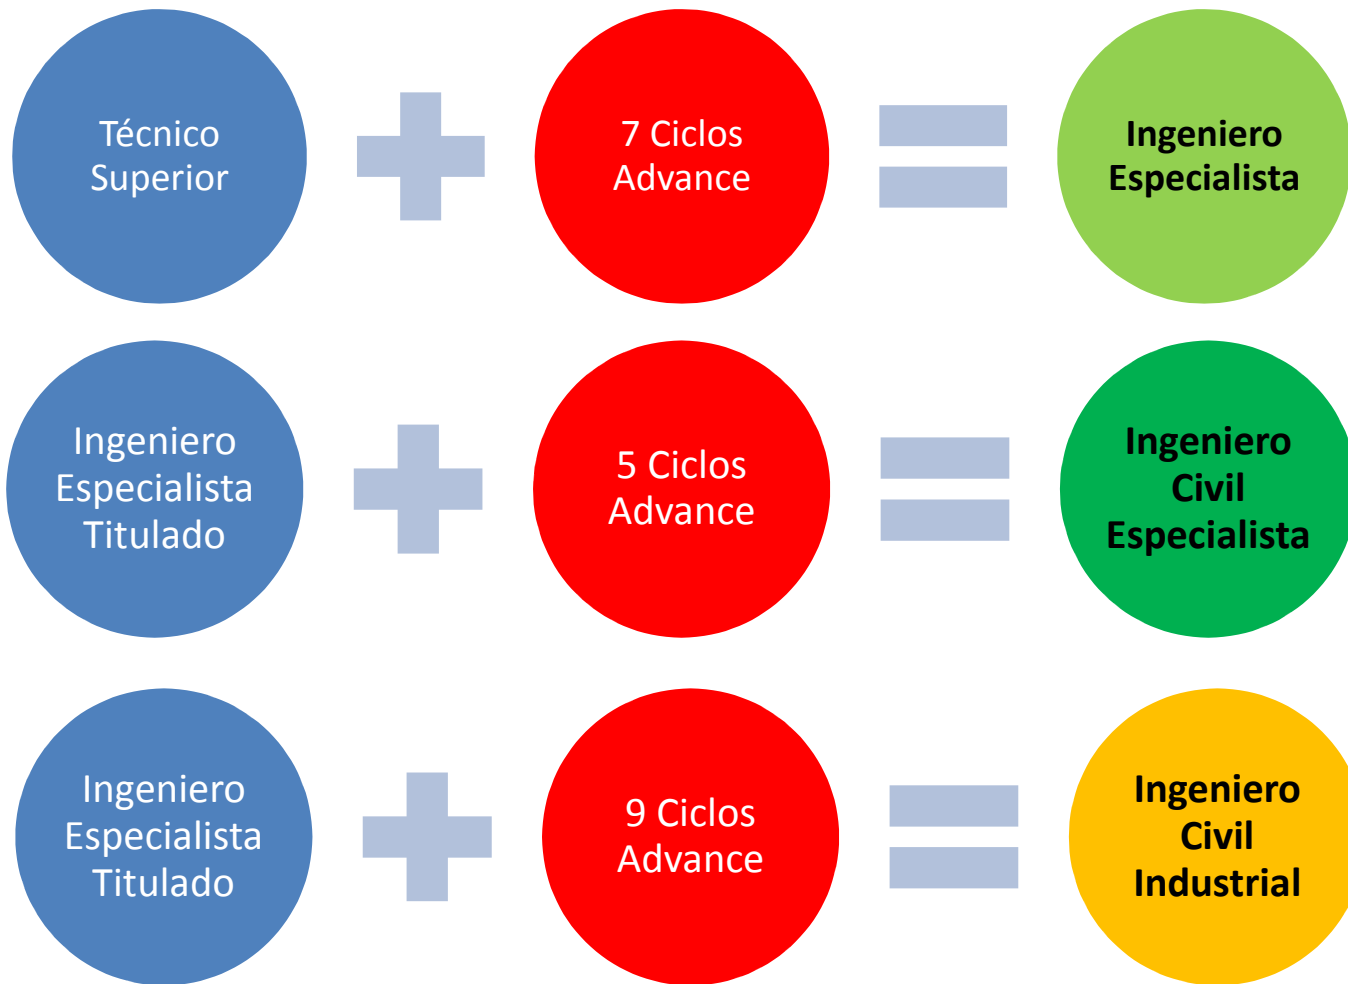 Técnico
Superior
7 Ciclos
Advance
Ingeniero
Especialista
Ingeniero
Especialista
Titulado
5 Ciclos
Advance
Ingeniero
Civil
Especialista
Ingeniero
Especialista
Titulado
9 Ciclos
Advance
Ingeniero
Civil
Industrial